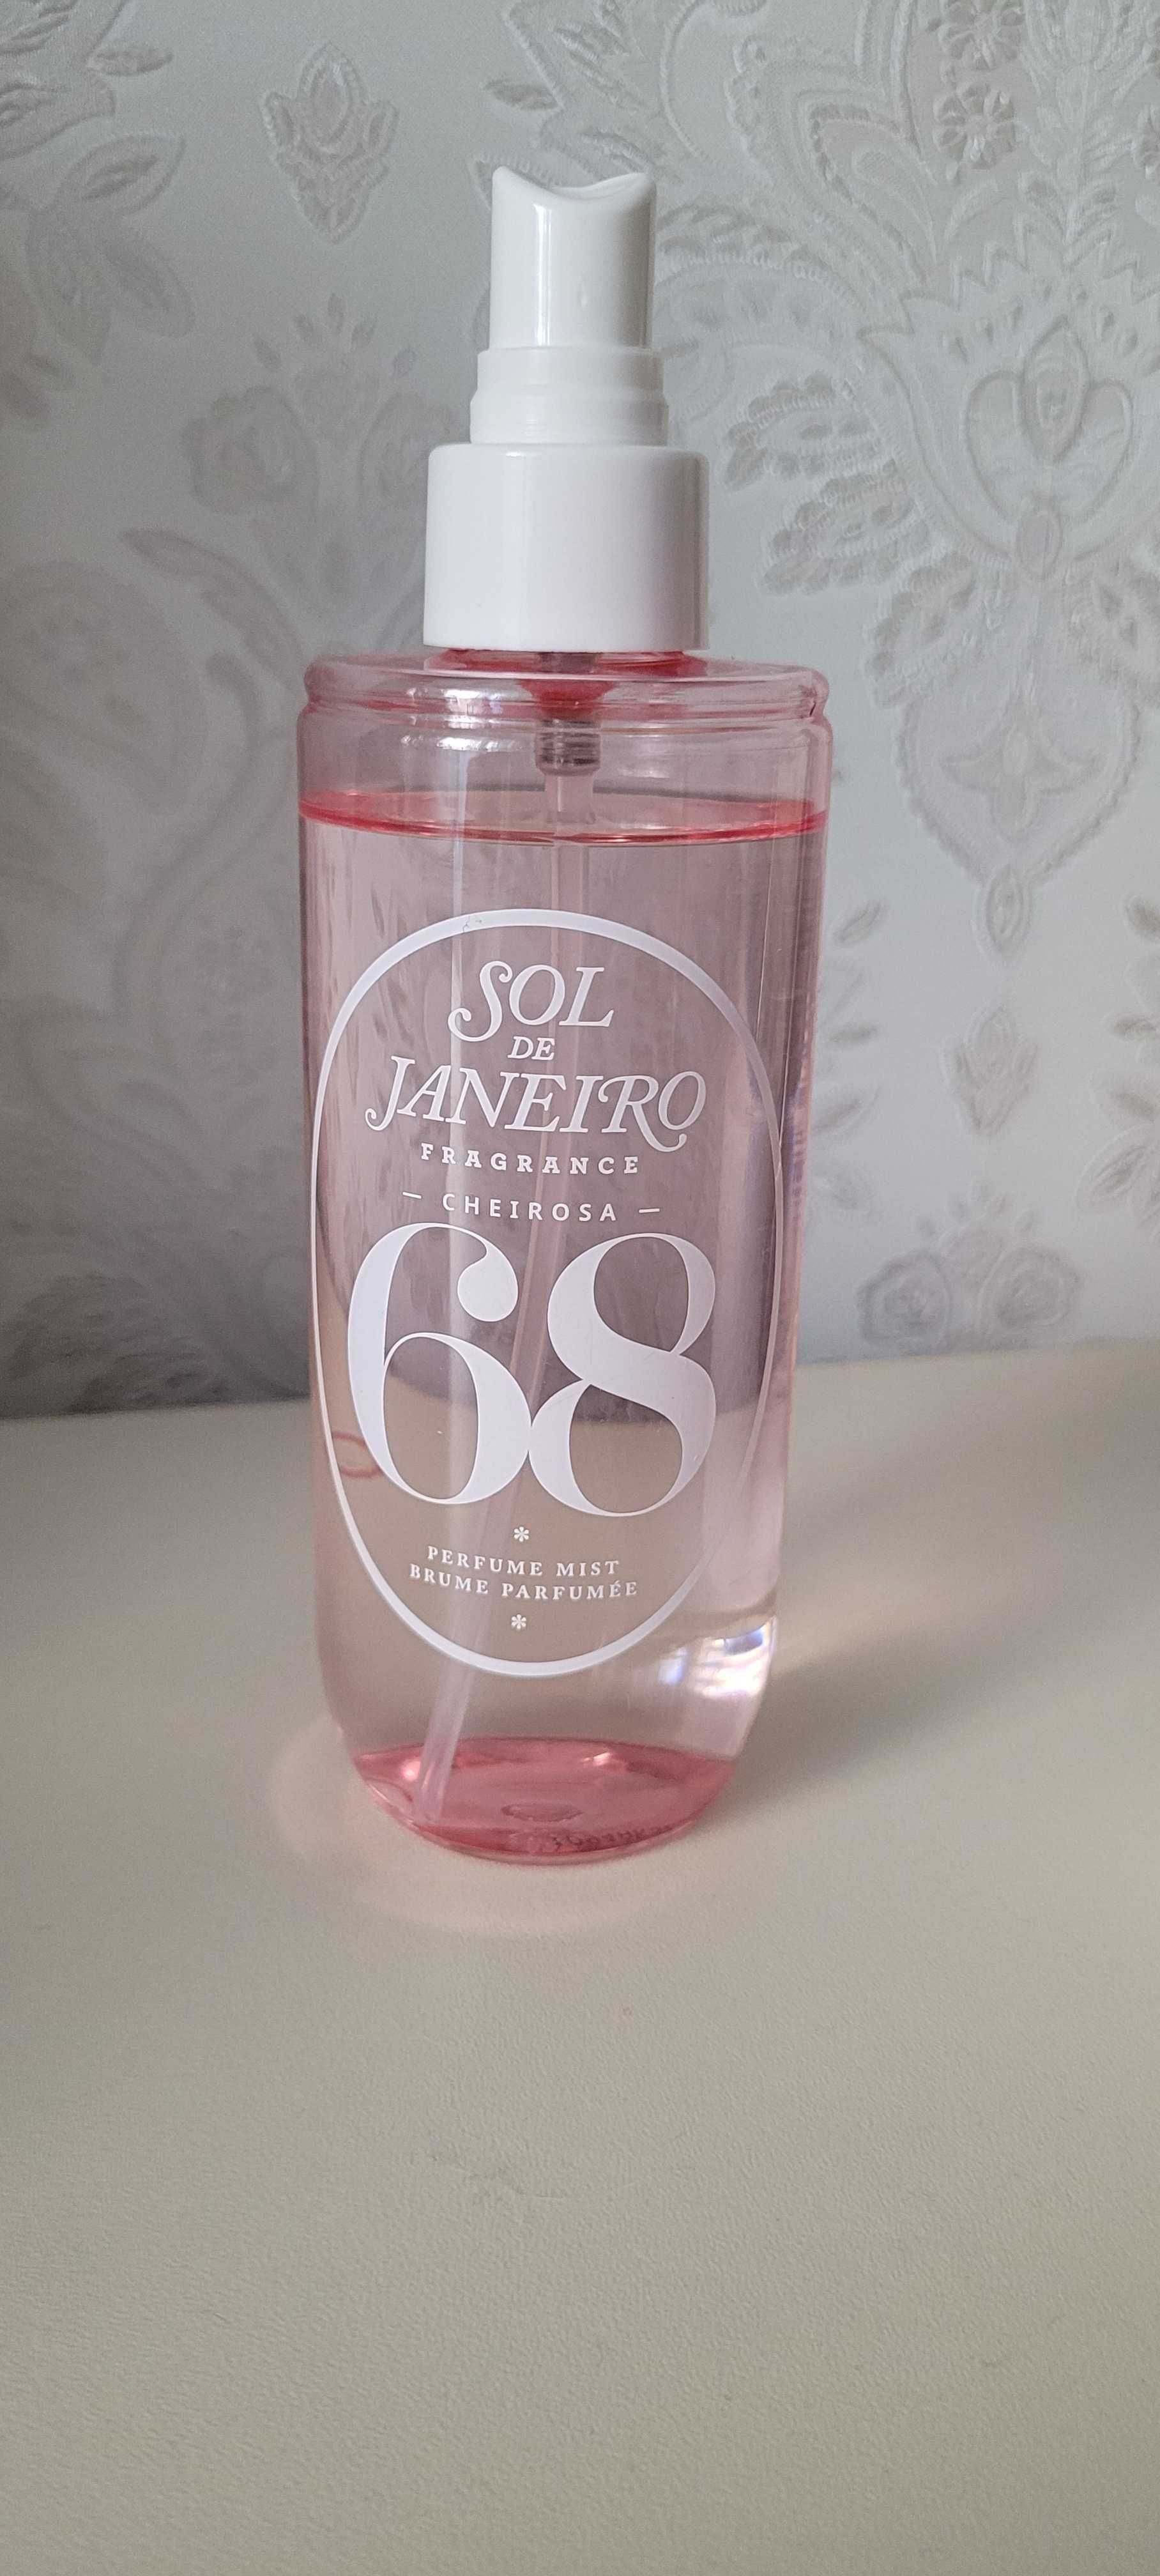 SOL
DE
JANEIRO
FRAGRANCE
— CHEIROSA —
68
*
PERFUME MIST
BRUME PARFUMÉE
*